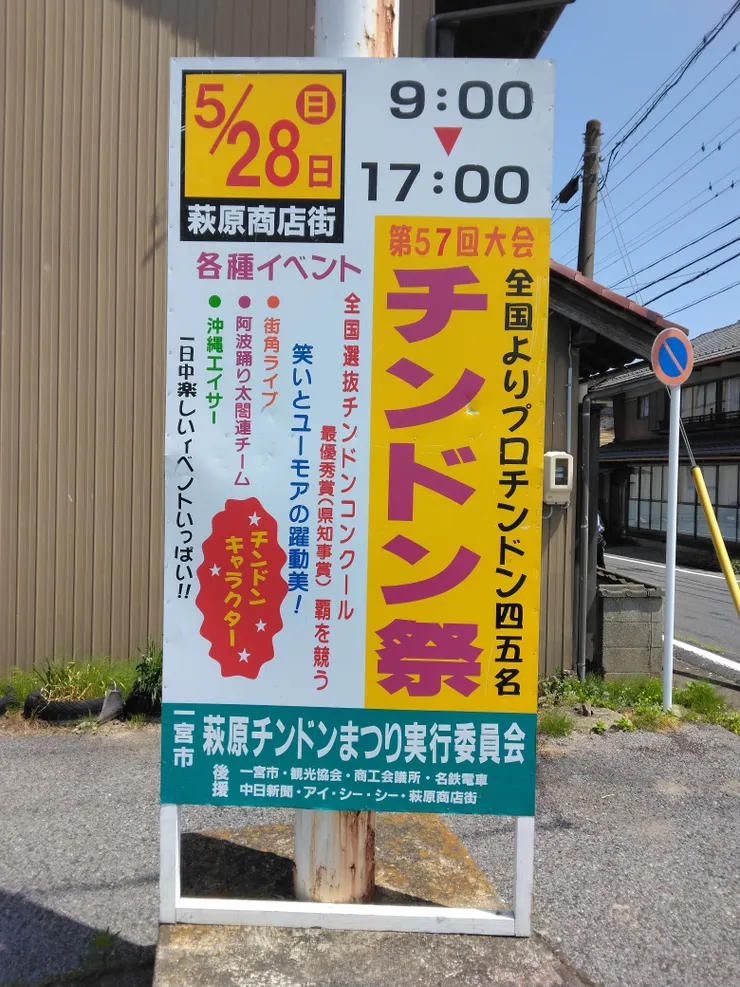 5/28日㊐
萩原商店街
9:00
▼
17:00
第57回大会
チンドン祭
全国よりプロチンドン四五名
各種イベント
全国選抜チンドンコンクール
最優秀賞(県知事賞)覇を競う
笑いとユーモアの躍動美!
●街角ライブ
●阿波踊り太閤連チーム
●沖縄エイサー
一日中楽しいイベントいっぱい!!
チンドン
キャラクター
一宮市
萩原チンドンまつり実行委員会
後援
一宮市・観光協会・商工会議所・名鉄電車
中日新聞・アイ・シー・シー・萩原商店街